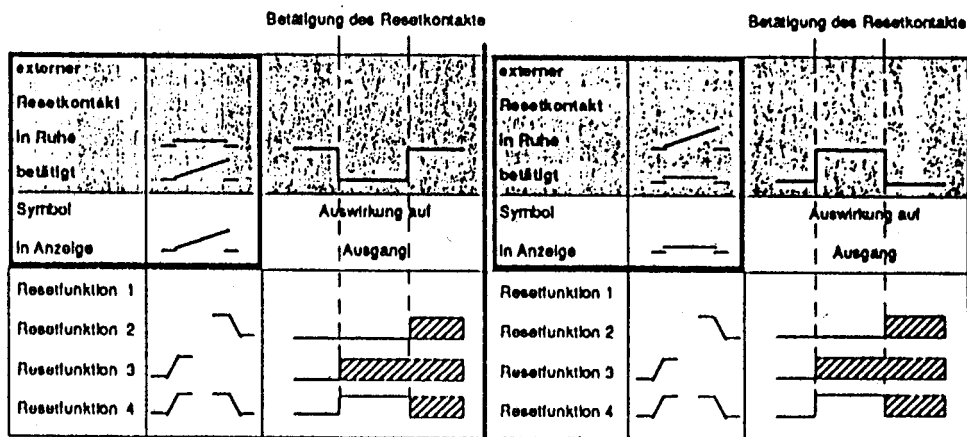 Betätigung des Resetkontakte
externer
Resetkontakt
in Ruhe
betätigt
Symbol
in Anzeige
Auswirkung auf
Ausgang
Resetfunktion 1
Resetfunktion 2
Resetfunktion 3
Resetfunktion 4
Betätigung des Resetkontakte
externer
Resetkontakt
in Ruhe
betätigt
Symbol
in Anzeige
Auswirkung auf
Ausgang
Resetfunktion 1
Resetfunktion 2
Resetfunktion 3
Resetfunktion 4